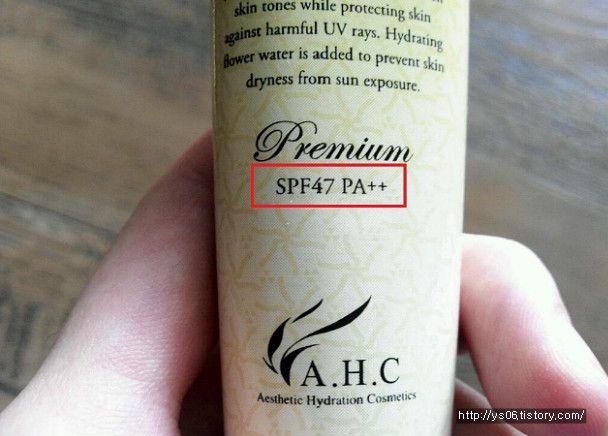 skin tones while protecting skin
against harmful UV rays. Hydrating
flower water is added to prevent skin
dryness from sun exposure.
Premium
SPF47 PA++
A.H.C
Aesthetic Hydration Cosmetics
http://ys06.tistory.com/